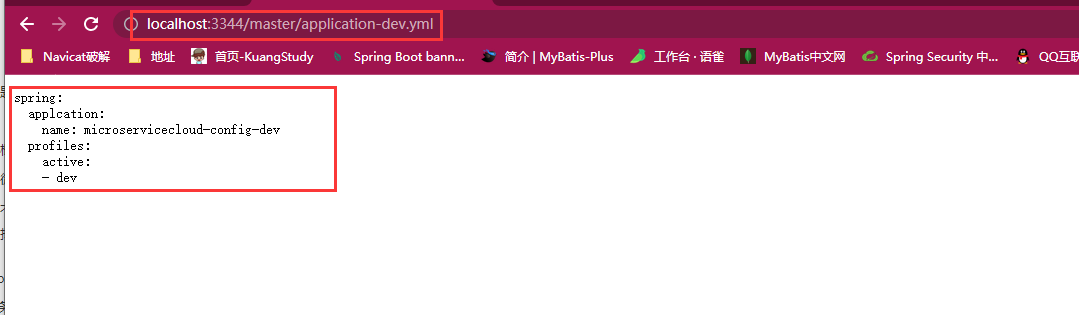 localhost:3344/master/application-dev.yml
Navicat破解 地址 首页-KuangStudy Spring Boot bann... 简介 | MyBatis-Plus 工作台 · 语雀 MyBatis中文网 Spring Security 中... QQ互联
spring:
  applcation:
    name: microservicecloud-config-dev
  profiles:
    active:
    - dev